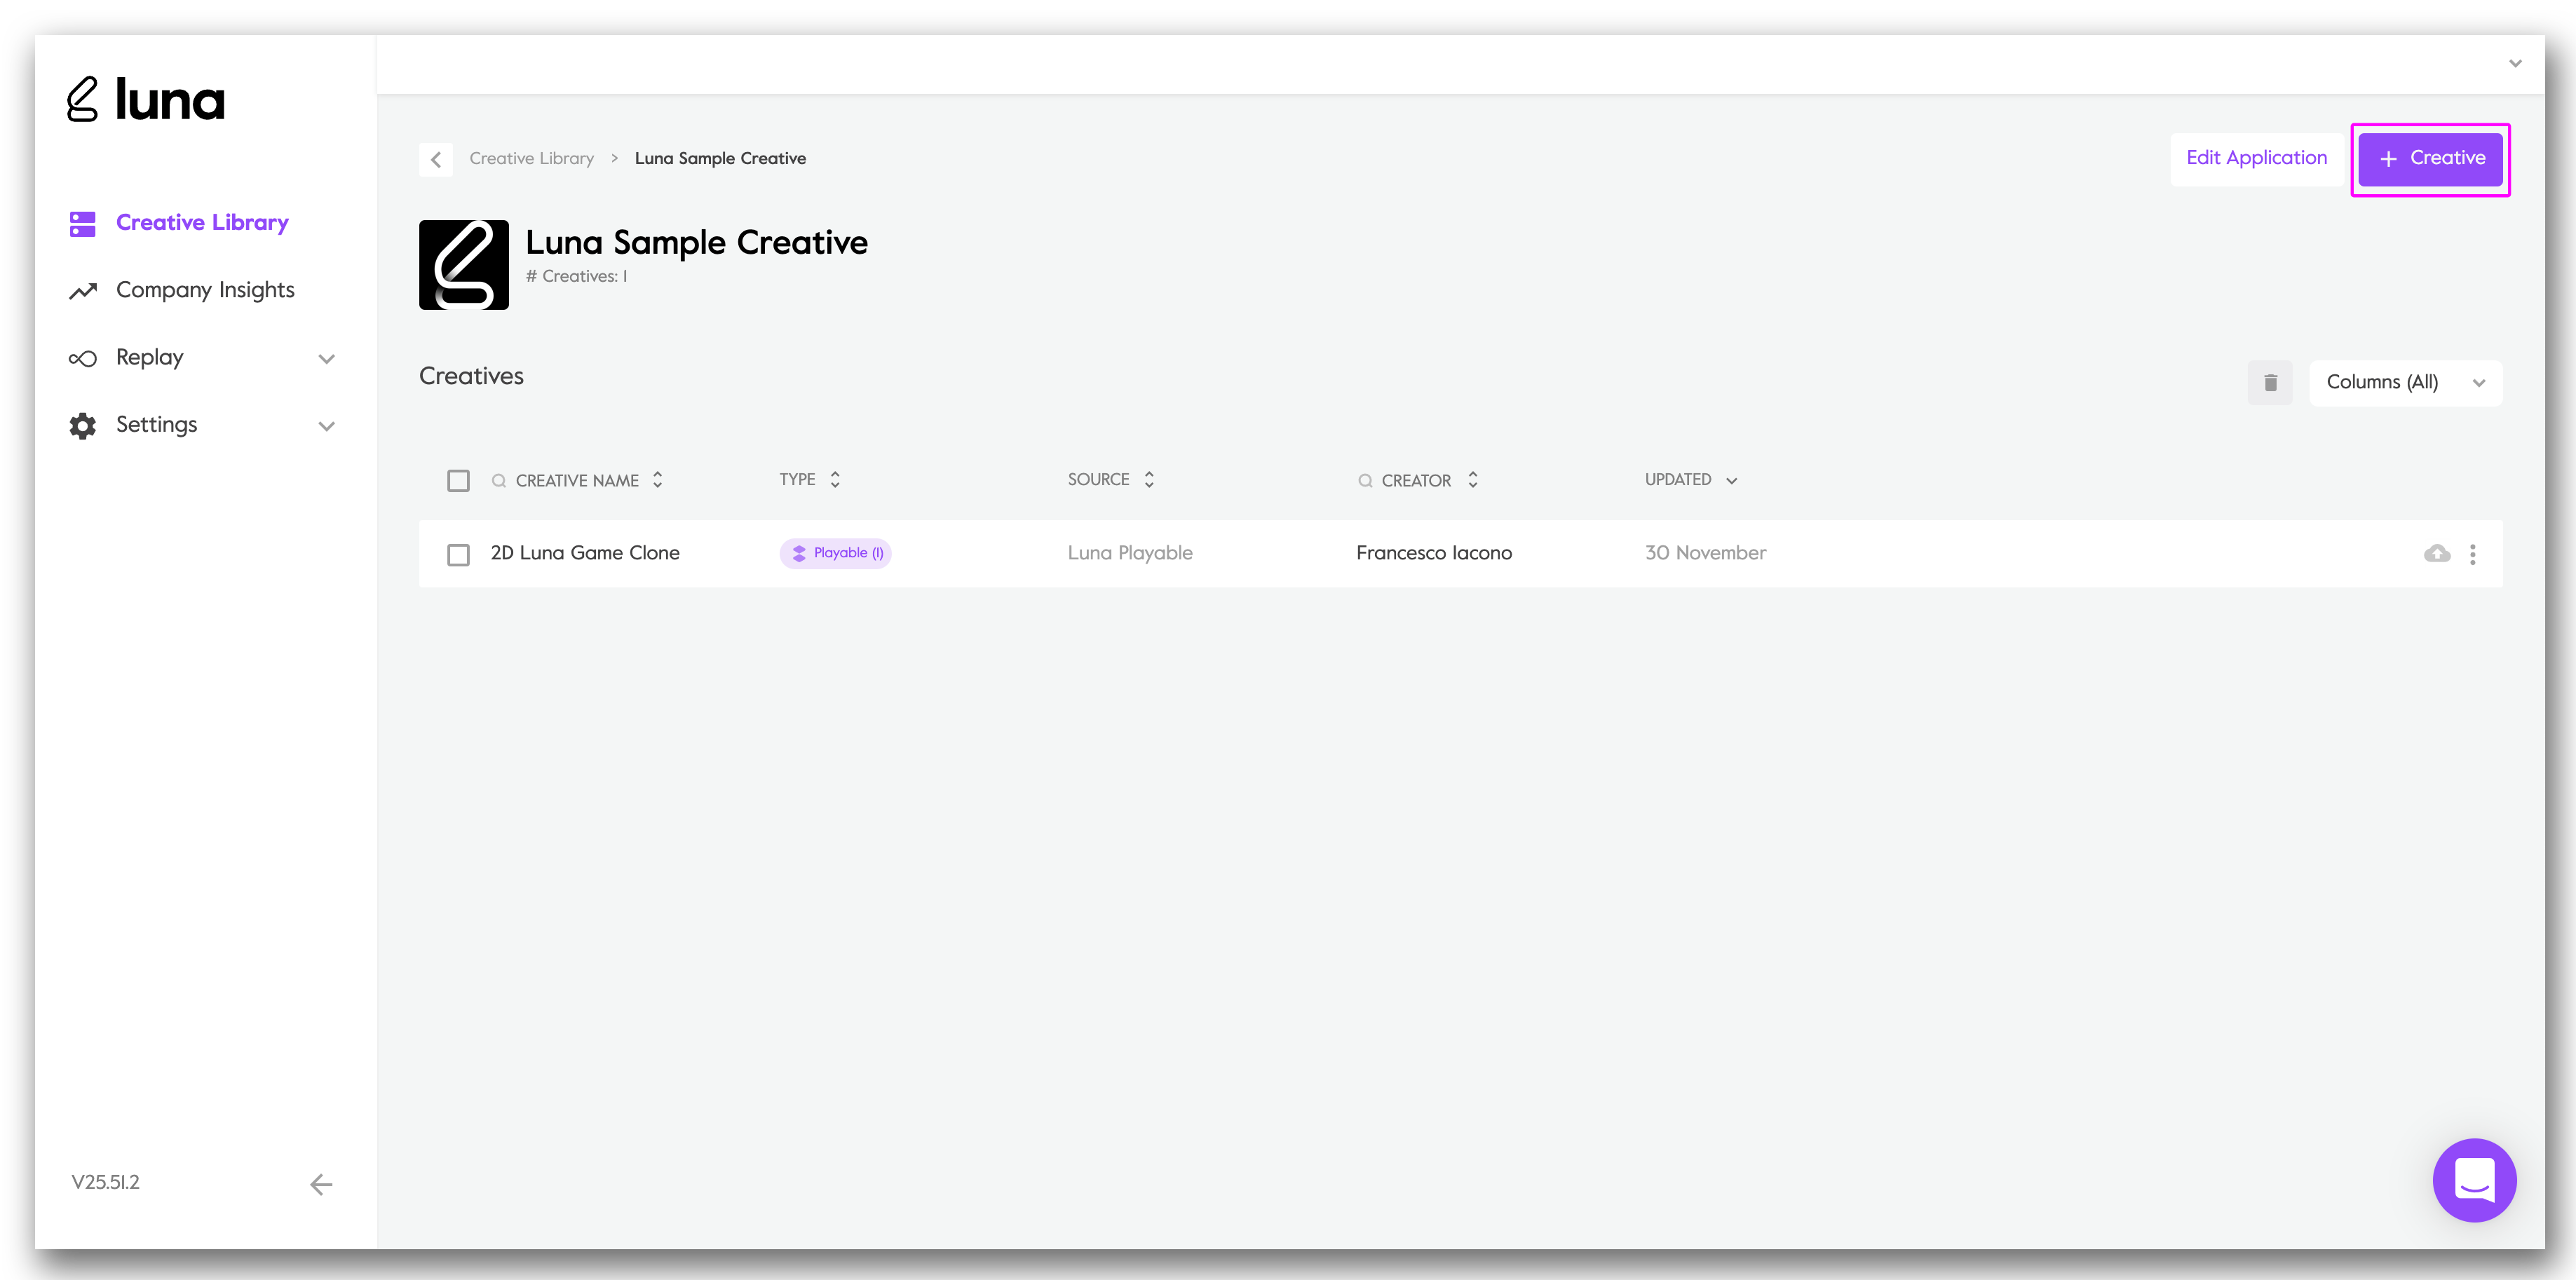 luna
Creative Library
Company Insights
Replay
Settings
V25.51.2
Creative Library > Luna Sample Creative
Edit Application
+ Creative
Luna Sample Creative
# Creatives: 1
Creatives
Columns (All)
CREATIVE NAME TYPE SOURCE CREATOR UPDATED
2D Luna Game Clone Playable (1) Luna Playable Francesco Iacono 30 November